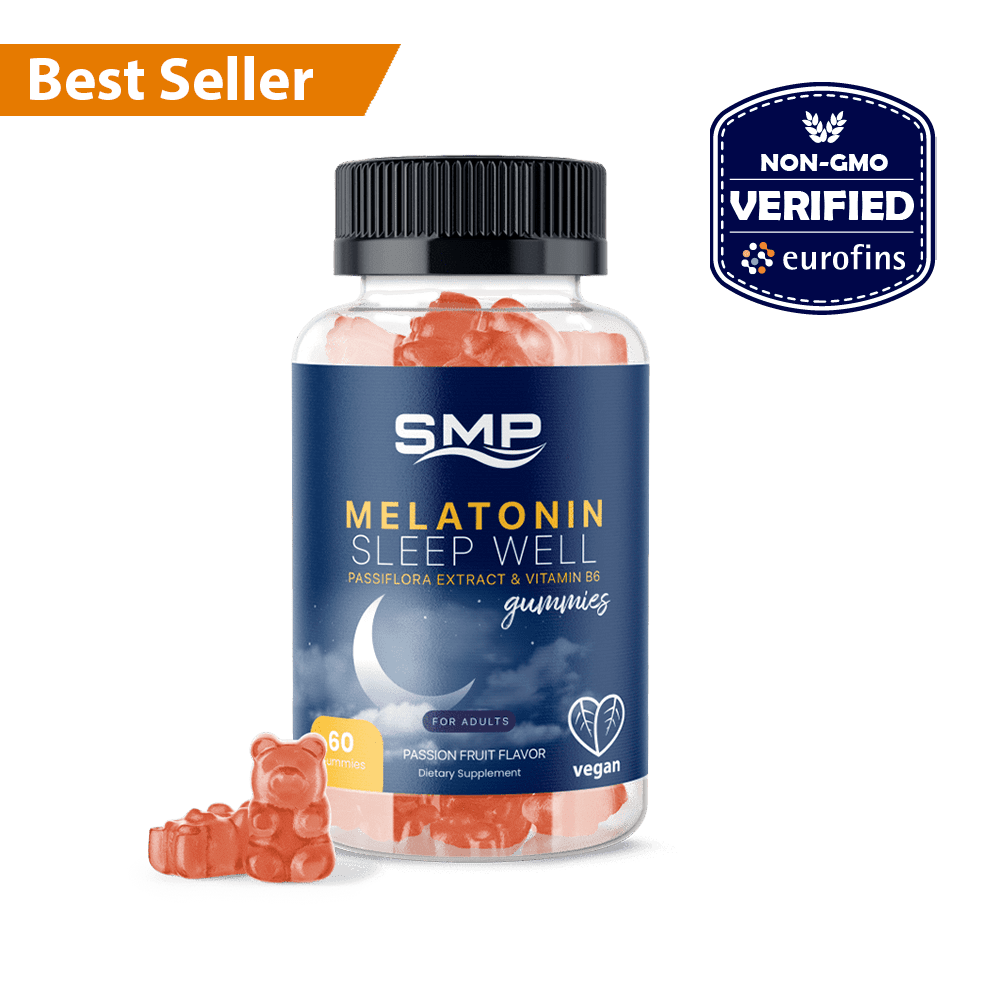 Best Seller
NON-GMO
VERIFIED
eurofins
SMP
MELATONIN
SLEEP WELL
PASSIFLORA EXTRACT & VITAMIN B6
gummies
FOR ADULTS
60
gummies
PASSION FRUIT FLAVOR
Dietary Supplement
vegan